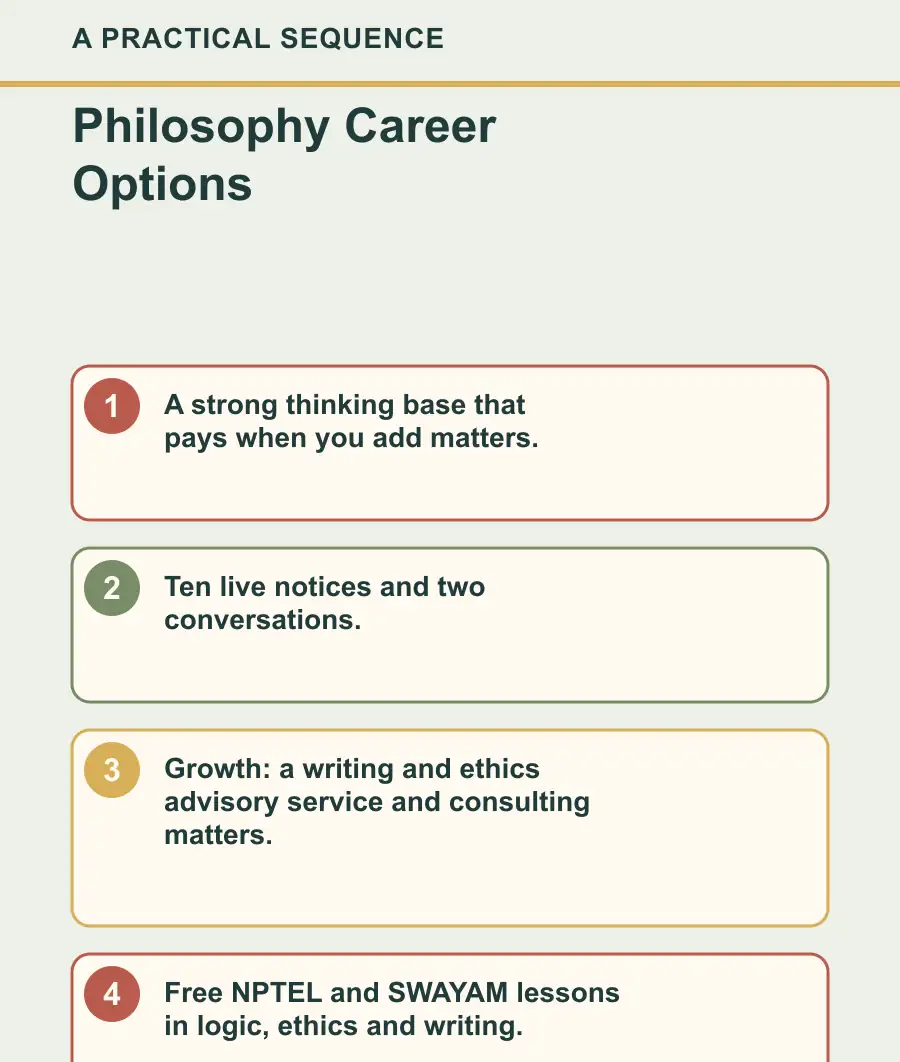 A PRACTICAL SEQUENCE
Philosophy Career
Options
1
A strong thinking base that
pays when you add matters.
2
Ten live notices and two
conversations.
3
Growth: a writing and ethics
advisory service and consulting
matters.
4
Free NPTEL and SWAYAM lessons
in logic, ethics and writing.